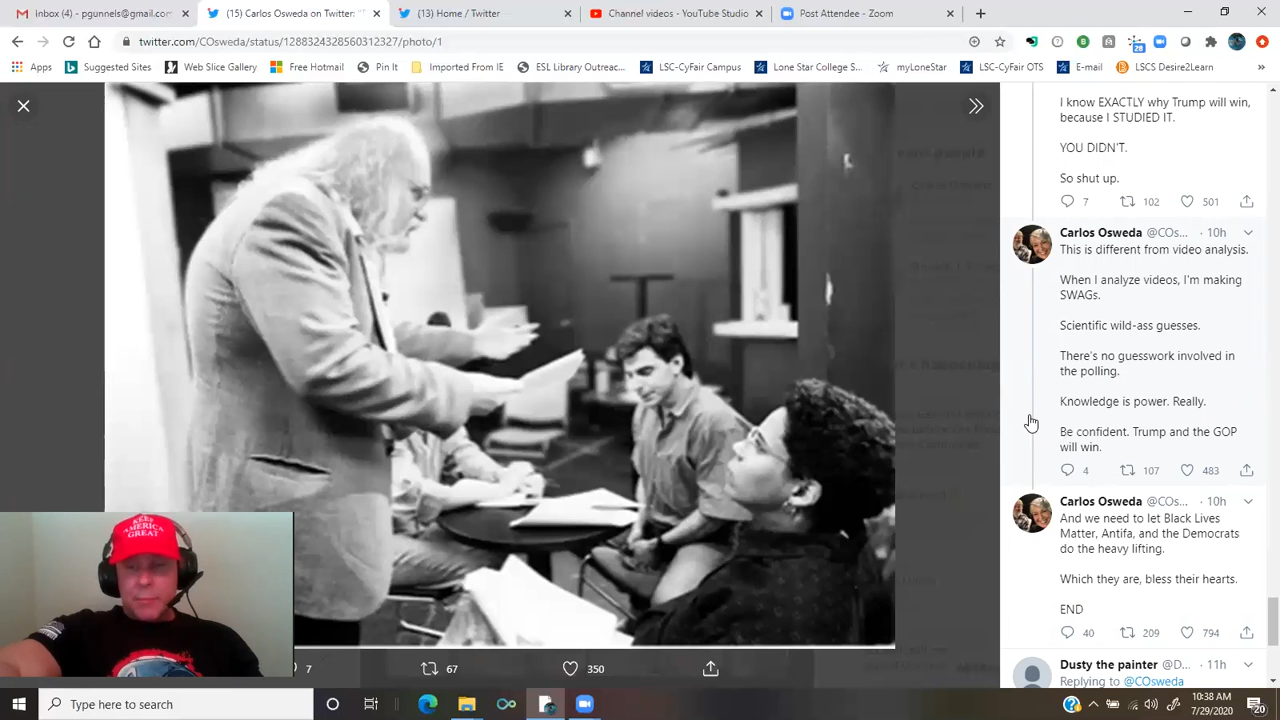 Inbox (4) - prunnels@gmail.com
(15) Carlos Osweda on Twitter: "
(13) Home / Twitter
Channel videos - YouTube Studio
Post Attendee - Zoom
twitter.com/COsweda/status/1288324328560312327/photo/1
28
Apps
Suggested Sites
Web Slice Gallery
Free Hotmail
Pin It
Imported From IE
ESL Library Outreac...
LSC-CyFair Campus
Lone Star College S...
myLoneStar
LSC-CyFair OTS
E-mail
LSCS Desire2Learn
I know EXACTLY why Trump will win,
because I STUDIED IT.
YOU DIDN'T.
So shut up.
7 102 501
Carlos Osweda @COs... · 10h
This is different from video analysis.
When I analyze videos, I'm making
SWAGs.
Scientific wild-ass guesses.
There's no guesswork involved in
the polling.
Knowledge is power. Really.
Be confident. Trump and the GOP
will win.
4 107 483
Carlos Osweda @COs... · 10h
And we need to let Black Lives
Matter, Antifa, and the Democrats
do the heavy lifting.
Which they are, bless their hearts.
END
40 209 794
Dusty the painter @D... · 11h
Replying to @COsweda
KEEP
AMERICA
GREAT
7 67 350
Type here to search
10:38 AM
7/29/2020
20